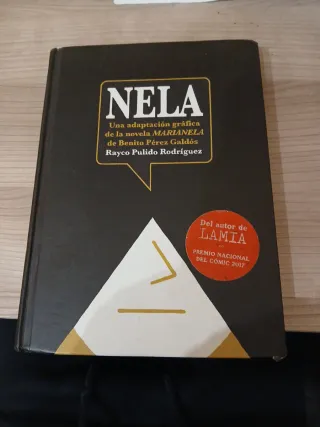 NELA
Una adaptación gráfica
de la novela MARIANELA
de Benito Pérez Galdós
Rayco Pulido Rodríguez
Del autor de
LAMIA
PREMIO NACIONAL
DEL CÓMIC 2017